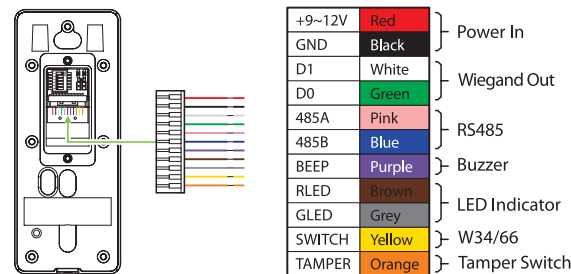 +9~12V Red
Power In
GND Black
D1 White
Wiegand Out
D0 Green
485A Pink
RS485
485B Blue
BEEP Purple Buzzer
RLED Brown
LED Indicator
GLED Grey
SWITCH Yellow W34/66
TAMPER Orange Tamper Switch